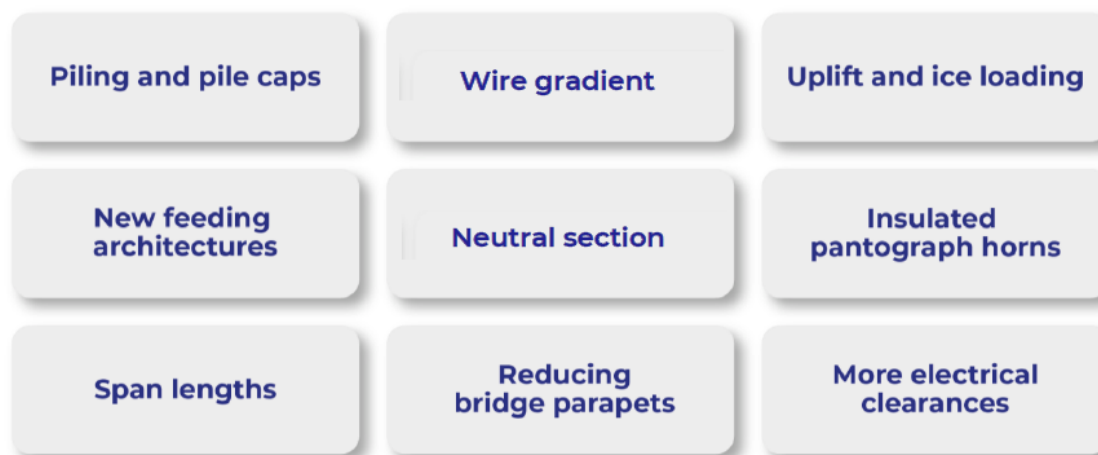 Piling and pile caps
Wire gradient
Uplift and ice loading
New feeding
architectures
Neutral section
Insulated
pantograph horns
Span lengths
Reducing
bridge parapets
More electrical
clearances